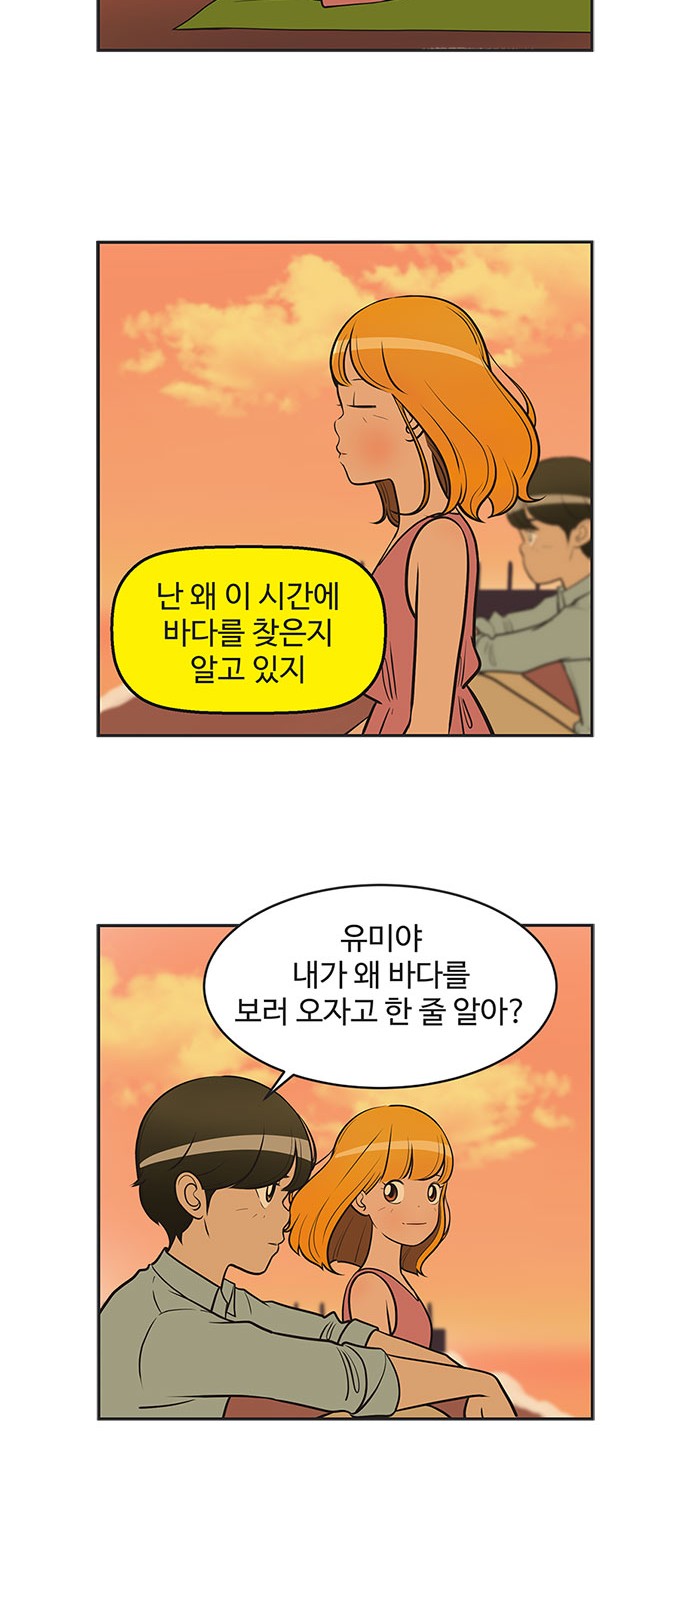 난 왜 이 시간에
바다를 찾은지
알고 있지
유미야
내가 왜 바다를
보러 오자고 한 줄 알아?